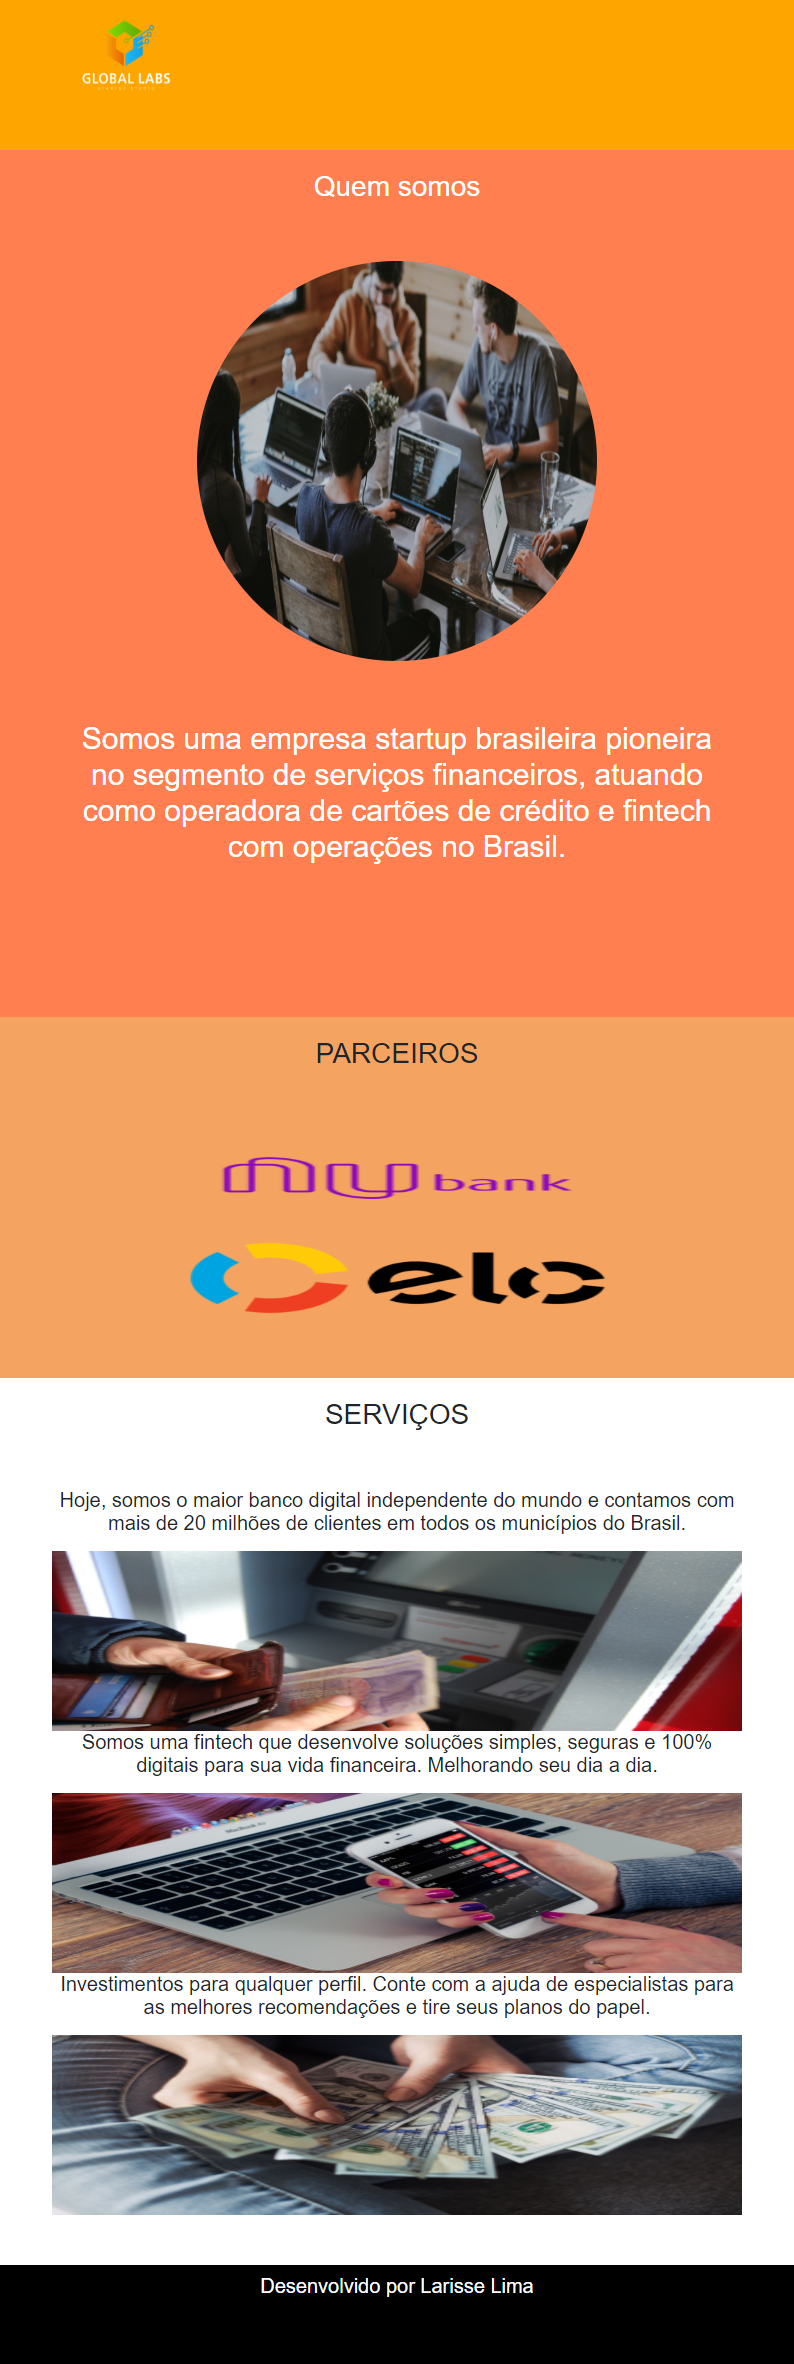 GLOBAL LABS
Quem somos
Somos uma empresa startup brasileira pioneira
no segmento de serviços financeiros, atuando
como operadora de cartões de crédito e fintech
com operações no Brasil.
PARCEIROS
nu bank
elo
SERVIÇOS
Hoje, somos o maior banco digital independente do mundo e contamos com
mais de 20 milhões de clientes em todos os municípios do Brasil.
Somos uma fintech que desenvolve soluções simples, seguras e 100%
digitais para sua vida financeira. Melhorando seu dia a dia.
Investimentos para qualquer perfil. Conte com a ajuda de especialistas para
as melhores recomendações e tire seus planos do papel.
Desenvolvido por Larisse Lima